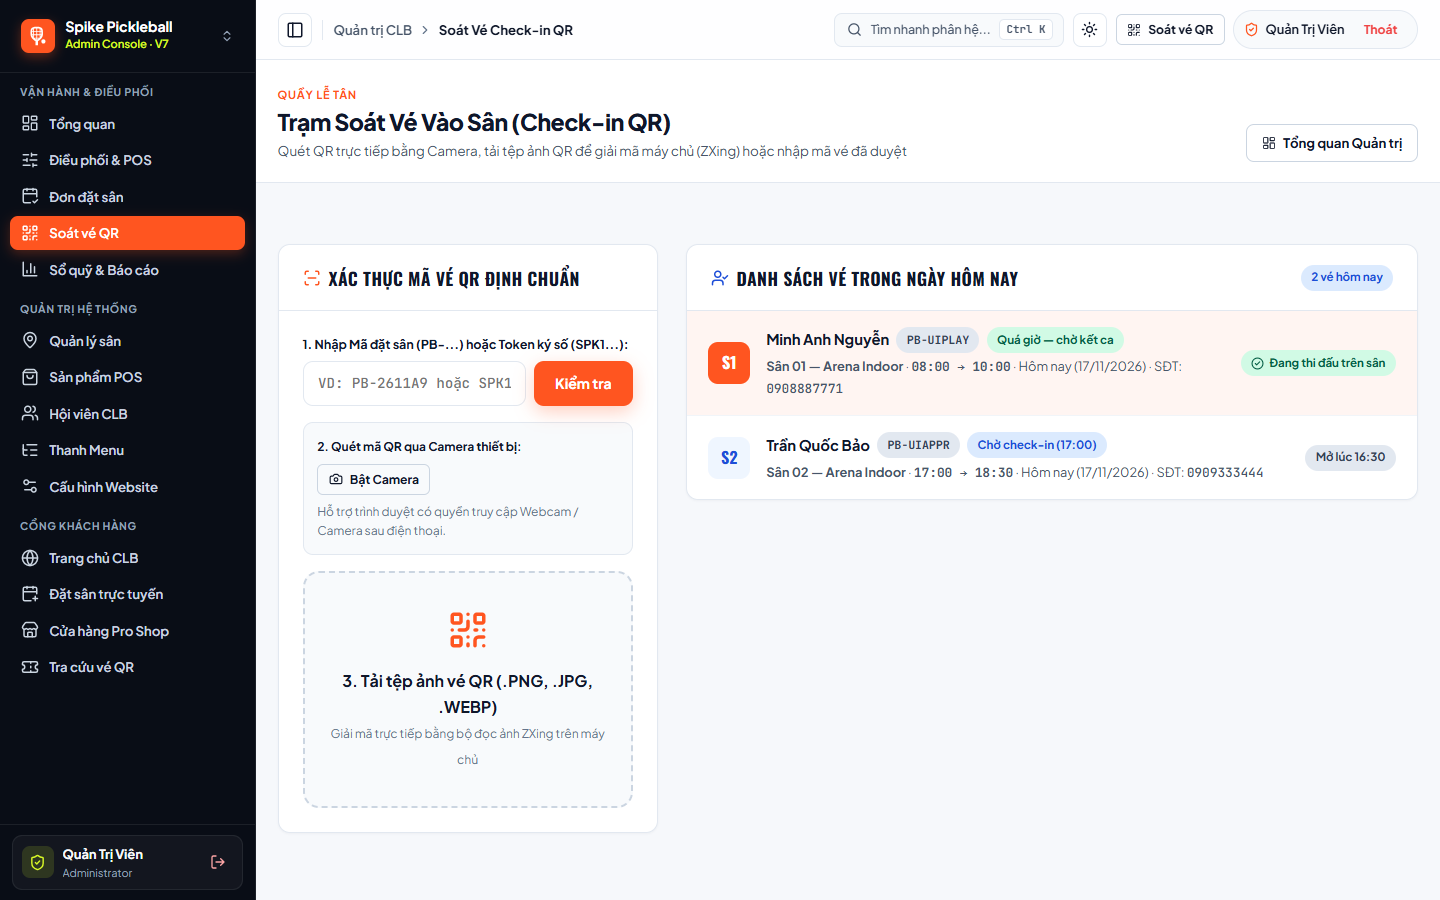 Spike Pickleball
Admin Console · V7
VẬN HÀNH & ĐIỀU PHỐI
Tổng quan
Điều phối & POS
Đơn đặt sân
Soát vé QR
Sổ quỹ & Báo cáo
QUẢN TRỊ HỆ THỐNG
Quản lý sân
Sản phẩm POS
Hội viên CLB
Thanh Menu
Cấu hình Website
CỔNG KHÁCH HÀNG
Trang chủ CLB
Đặt sân trực tuyến
Cửa hàng Pro Shop
Tra cứu vé QR
Quản Trị Viên
Administrator
Quản trị CLB > Soát Vé Check-in QR
Tìm nhanh phân hệ... Ctrl K
Soát vé QR
Quản Trị Viên Thoát
QUẦY LỄ TÂN
Trạm Soát Vé Vào Sân (Check-in QR)
Quét QR trực tiếp bằng Camera, tải tệp ảnh QR để giải mã máy chủ (ZXing) hoặc nhập mã vé đã duyệt
Tổng quan Quản trị
XÁC THỰC MÃ VÉ QR ĐỊNH CHUẨN
1. Nhập Mã đặt sân (PB-...) hoặc Token ký số (SPK1...):
VD: PB-2611A9 hoặc SPK1
Kiểm tra
2. Quét mã QR qua Camera thiết bị:
Bật Camera
Hỗ trợ trình duyệt có quyền truy cập Webcam /
Camera sau điện thoại.
3. Tải tệp ảnh vé QR (.PNG, .JPG,
.WEBP)
Giải mã trực tiếp bằng bộ đọc ảnh ZXing trên máy
chủ
DANH SÁCH VÉ TRONG NGÀY HÔM NAY
2 vé hôm nay
S1
Minh Anh Nguyễn PB-UIPLAY Quá giờ — chờ kết ca
Sân 01 — Arena Indoor · 08:00 → 10:00 · Hôm nay (17/11/2026) · SĐT:
0908887771
Đang thi đấu trên sân
S2
Trần Quốc Bảo PB-UIAPPR Chờ check-in (17:00)
Sân 02 — Arena Indoor · 17:00 → 18:30 · Hôm nay (17/11/2026) · SĐT: 0909333444
Mở lúc 16:30